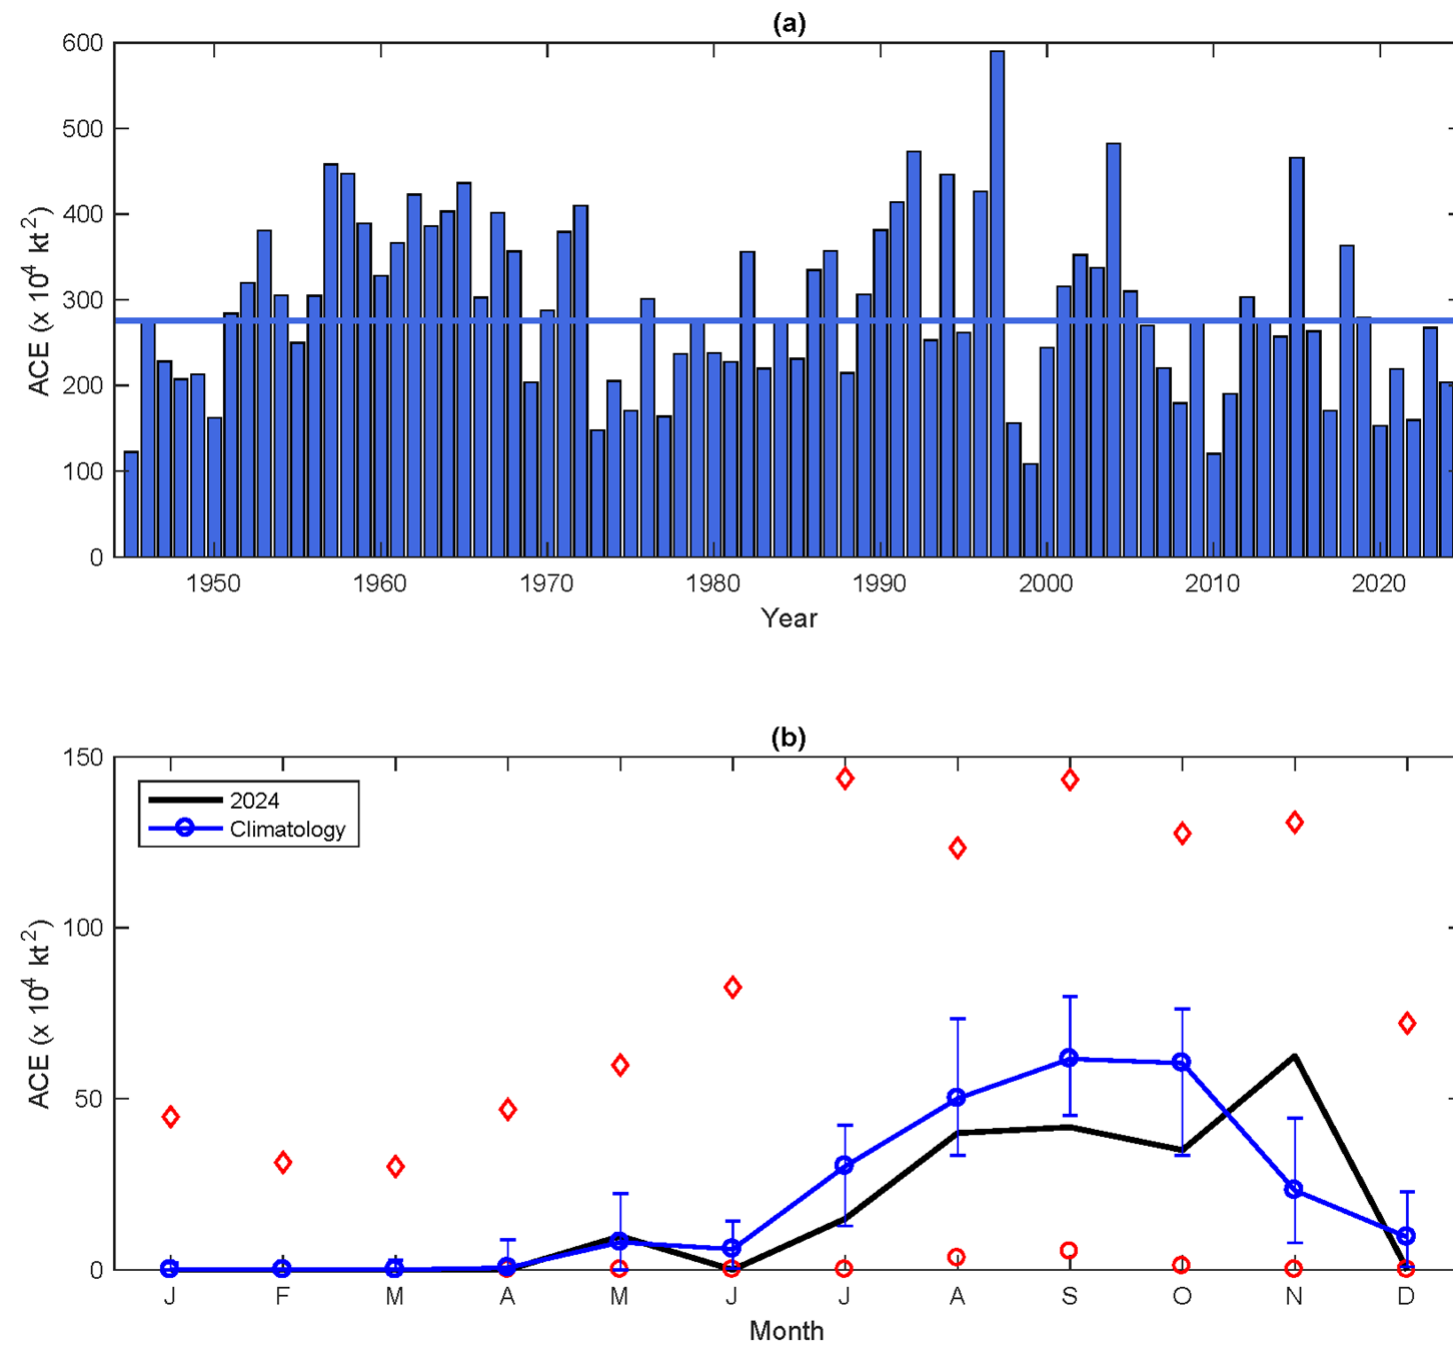 (a)
600
500
400
300
200
100
0
ACE (x 10⁴ kt²)
1950 1960 1970 1980 1990 2000 2010 2020
Year
(b)
150
100
50
0
ACE (x 10⁴ kt²)
2024
Climatology
J F M A M J J A S O N D
Month